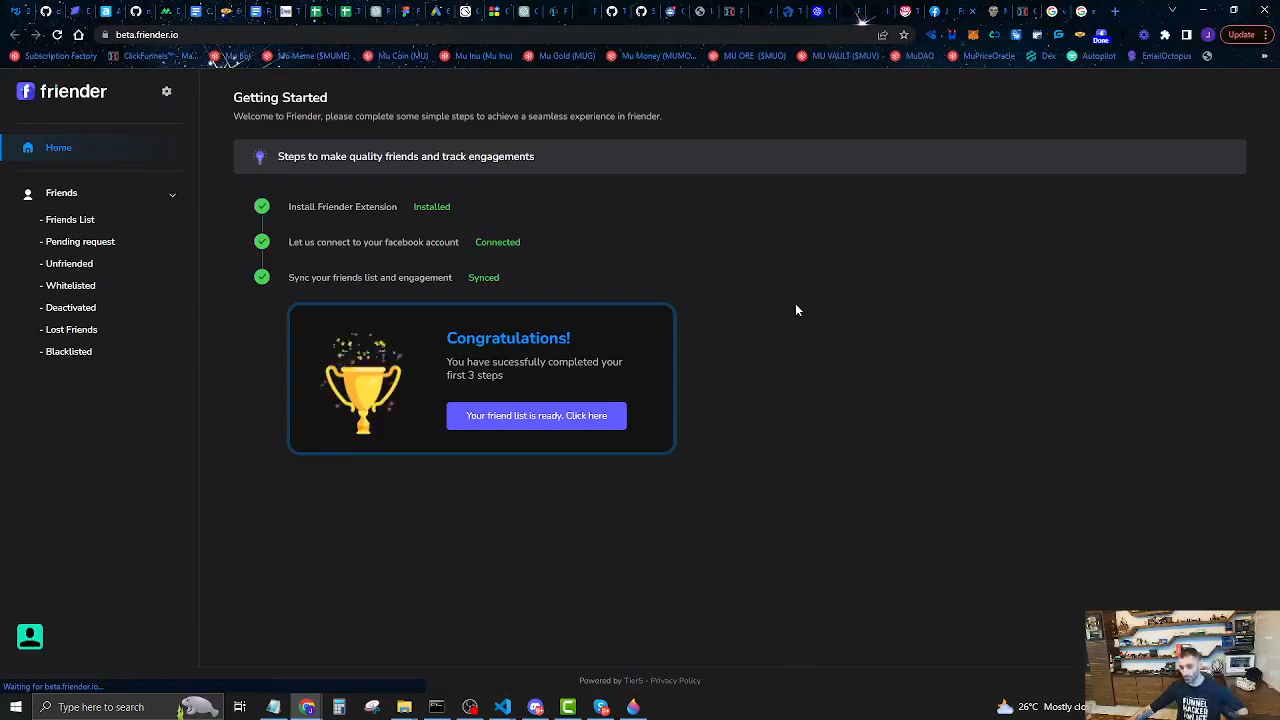 beta.friender.io
Update
Subscription Factory
ClickFunnels™ – Ma...
Mu Bot
Mu Meme ($MUME)
Mu Coin (MU)
Mu Inu (Mu Inu)
Mu Gold (MUG)
Mu Money (MUMO...
MU ORE ($MUO)
MU VAULT ($MUV)
MuDAO
MuPriceOracle
Dex
Autopilot
EmailOctopus
Done
friender
Home
Friends
- Friends List
- Pending request
- Unfriended
- Whitelisted
- Deactivated
- Lost Friends
- Blacklisted
Getting Started
Welcome to Friender, please complete some simple steps to achieve a seamless experience in friender.
Steps to make quality friends and track engagements
Install Friender Extension Installed
Let us connect to your facebook account Connected
Sync your friends list and engagement Synced
Congratulations!
You have sucessfully completed your
first 3 steps
Your friend list is ready. Click here
Powered by Tier5 - Privacy Policy
Waiting for beta.friender.io...
Type here to search
26°C Mostly
FUNNEL
HACKER